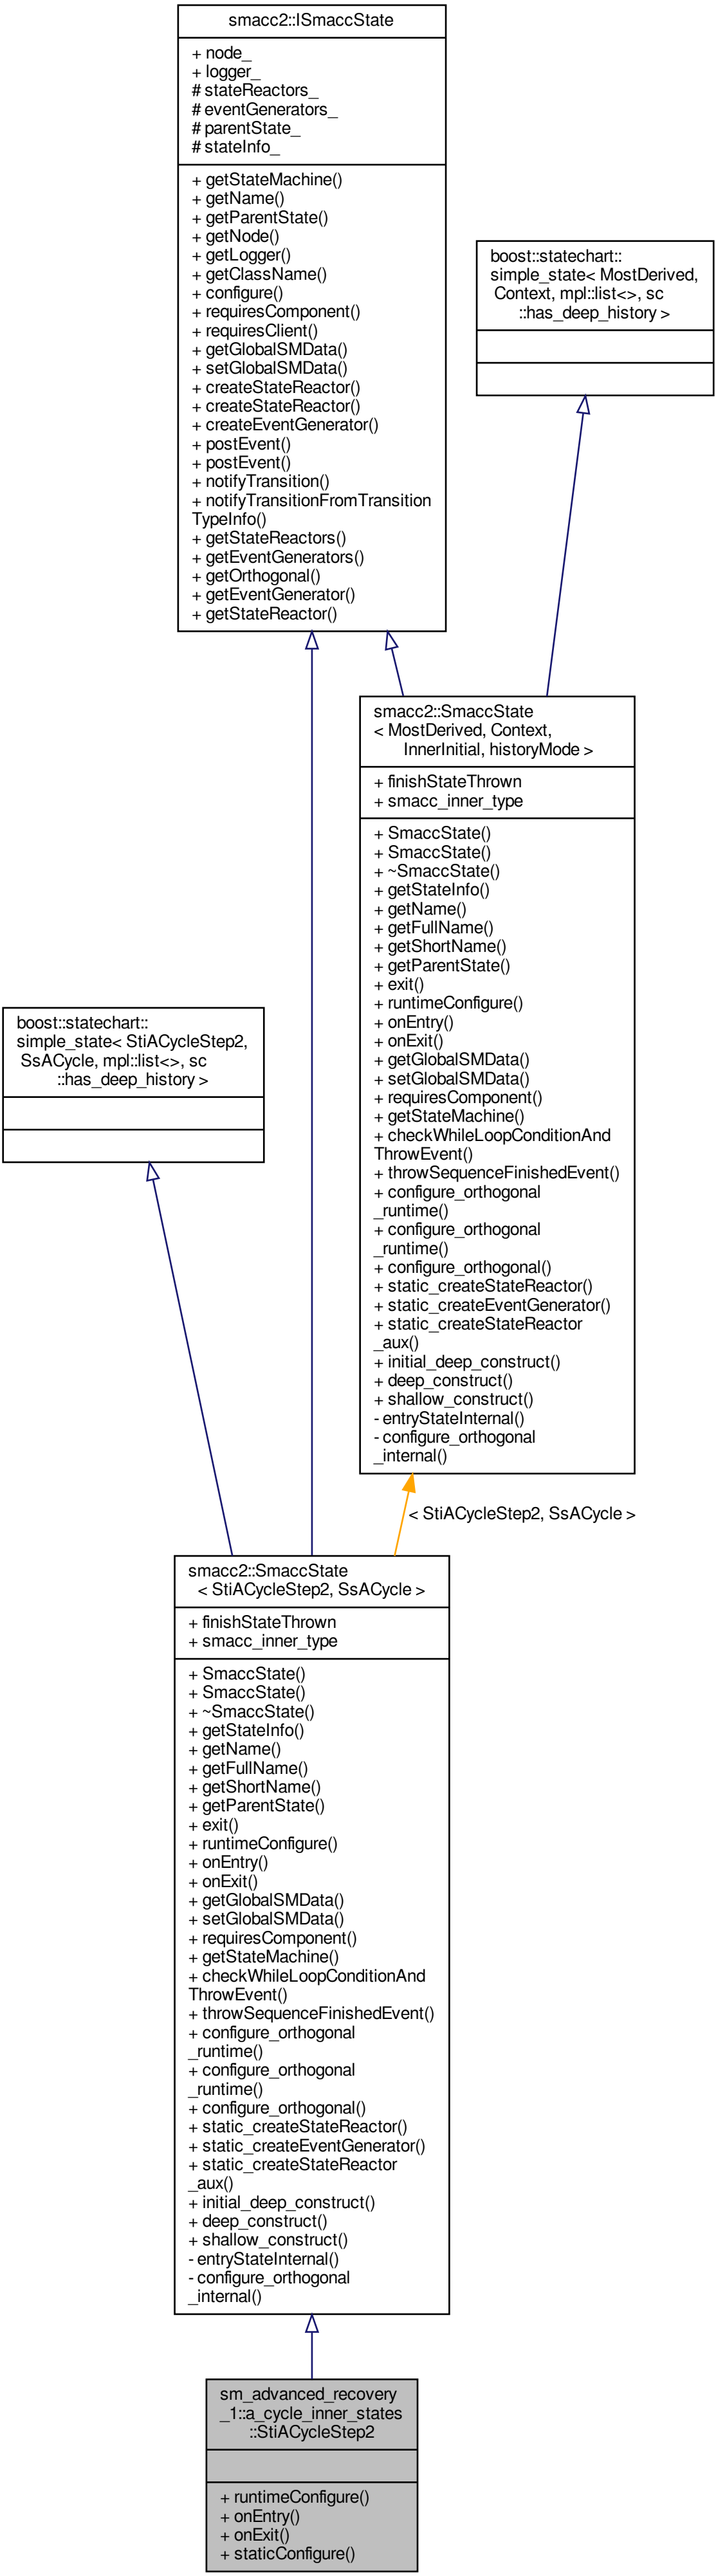 smacc2::ISmaccState
+ node_
+ logger_
# stateReactors_
# eventGenerators_
# parentState_
# stateInfo_
+ getStateMachine()
+ getName()
+ getParentState()
+ getNode()
+ getLogger()
+ getClassName()
+ configure()
+ requiresComponent()
+ requiresClient()
+ getGlobalSMData()
+ setGlobalSMData()
+ createStateReactor()
+ createStateReactor()
+ createEventGenerator()
+ postEvent()
+ postEvent()
+ notifyTransition()
+ notifyTransitionFromTransition
TypeInfo()
+ getStateReactors()
+ getEventGenerators()
+ getOrthogonal()
+ getEventGenerator()
+ getStateReactor()
boost::statechart::
simple_state< MostDerived,
Context, mpl::list<>, sc
::has_deep_history >
smacc2::SmaccState
< MostDerived, Context,
InnerInitial, historyMode >
+ finishStateThrown
+ smacc_inner_type
+ SmaccState()
+ SmaccState()
+ ~SmaccState()
+ getStateInfo()
+ getName()
+ getFullName()
+ getShortName()
+ getParentState()
+ exit()
+ runtimeConfigure()
+ onEntry()
+ onExit()
+ getGlobalSMData()
+ setGlobalSMData()
+ requiresComponent()
+ getStateMachine()
+ checkWhileLoopConditionAnd
ThrowEvent()
+ throwSequenceFinishedEvent()
+ configure_orthogonal
_runtime()
+ configure_orthogonal
_runtime()
+ configure_orthogonal()
+ static_createStateReactor()
+ static_createEventGenerator()
+ static_createStateReactor
_aux()
+ initial_deep_construct()
+ deep_construct()
+ shallow_construct()
- entryStateInternal()
- configure_orthogonal
_internal()
boost::statechart::
simple_state< StiACycleStep2,
SsACycle, mpl::list<>, sc
::has_deep_history >
< StiACycleStep2, SsACycle >
smacc2::SmaccState
< StiACycleStep2, SsACycle >
+ finishStateThrown
+ smacc_inner_type
+ SmaccState()
+ SmaccState()
+ ~SmaccState()
+ getStateInfo()
+ getName()
+ getFullName()
+ getShortName()
+ getParentState()
+ exit()
+ runtimeConfigure()
+ onEntry()
+ onExit()
+ getGlobalSMData()
+ setGlobalSMData()
+ requiresComponent()
+ getStateMachine()
+ checkWhileLoopConditionAnd
ThrowEvent()
+ throwSequenceFinishedEvent()
+ configure_orthogonal
_runtime()
+ configure_orthogonal
_runtime()
+ configure_orthogonal()
+ static_createStateReactor()
+ static_createEventGenerator()
+ static_createStateReactor
_aux()
+ initial_deep_construct()
+ deep_construct()
+ shallow_construct()
- entryStateInternal()
- configure_orthogonal
_internal()
sm_advanced_recovery
_1::a_cycle_inner_states
::StiACycleStep2
+ runtimeConfigure()
+ onEntry()
+ onExit()
+ staticConfigure()